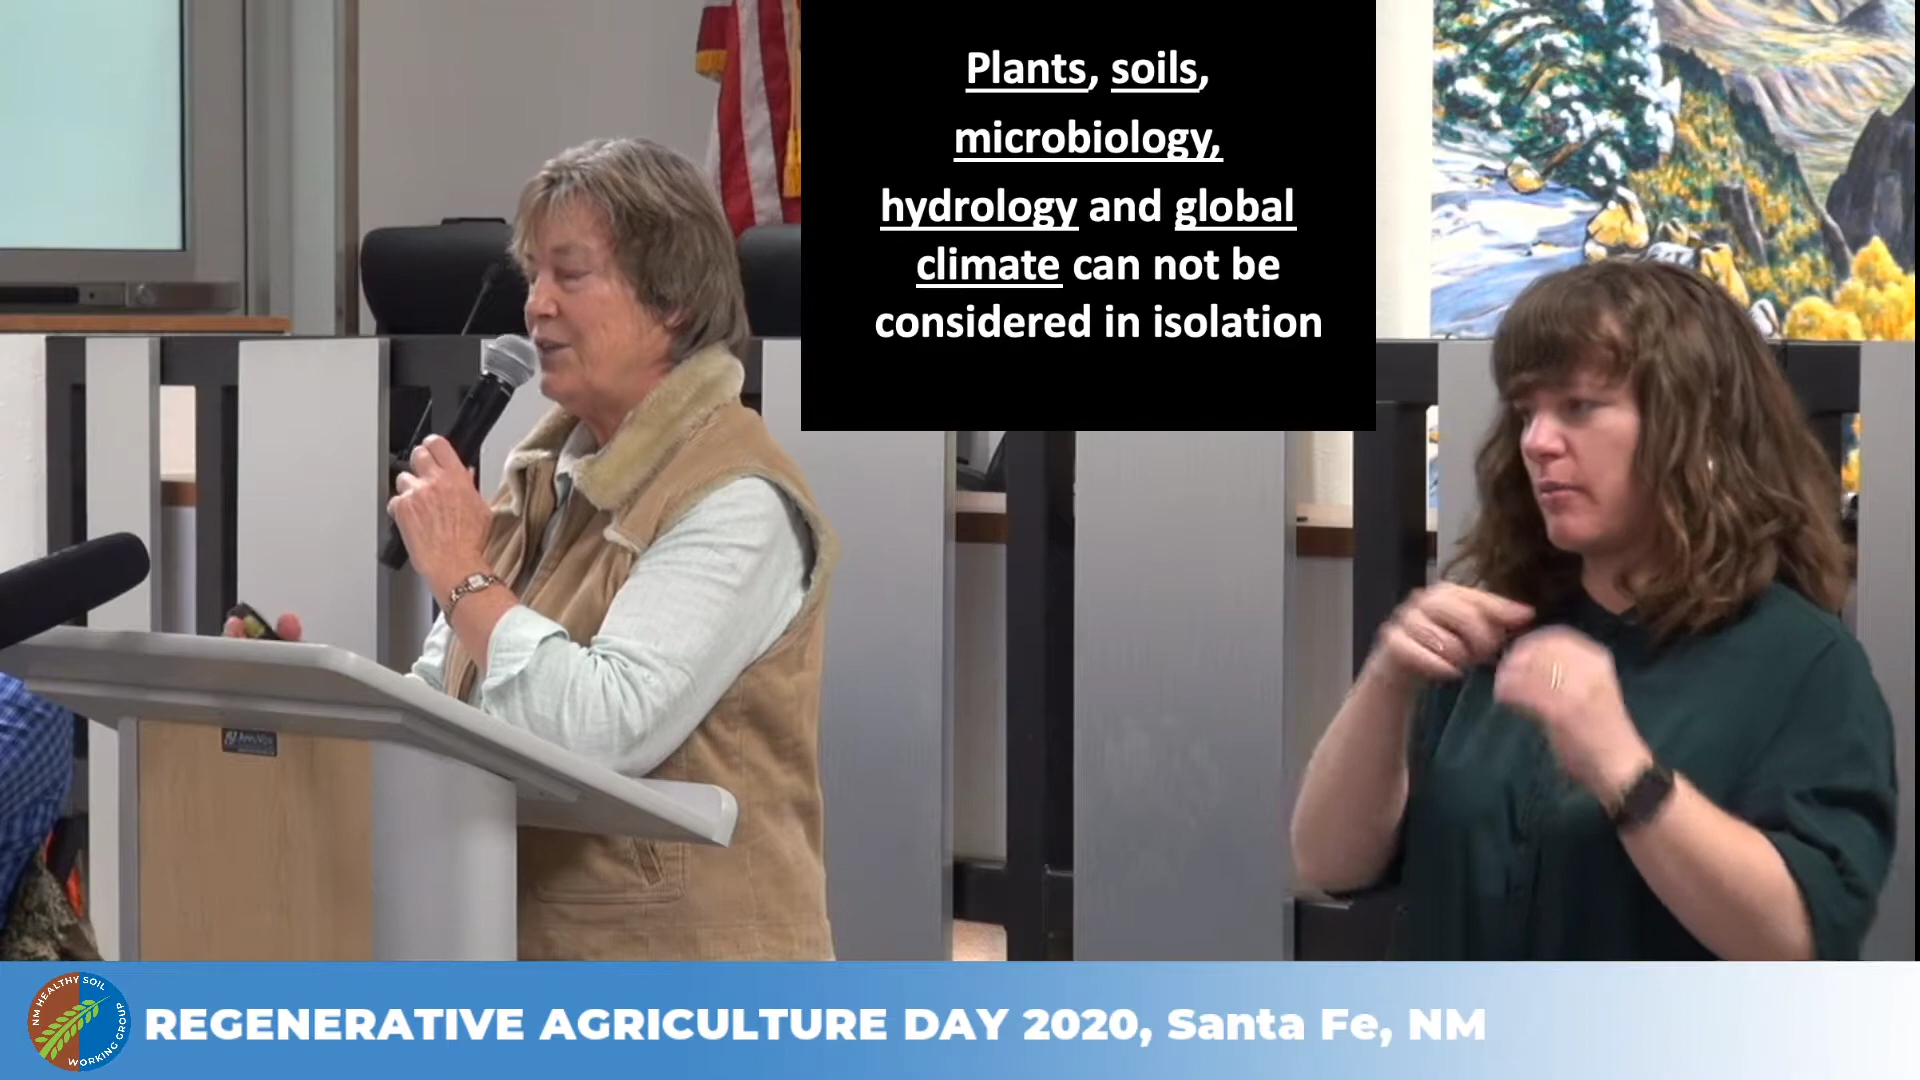 Plants, soils,
microbiology,
hydrology and global
climate can not be
considered in isolation
AmpliVox
NM HEALTHY SOIL
WORKING GROUP
REGENERATIVE AGRICULTURE DAY 2020, Santa Fe, NM